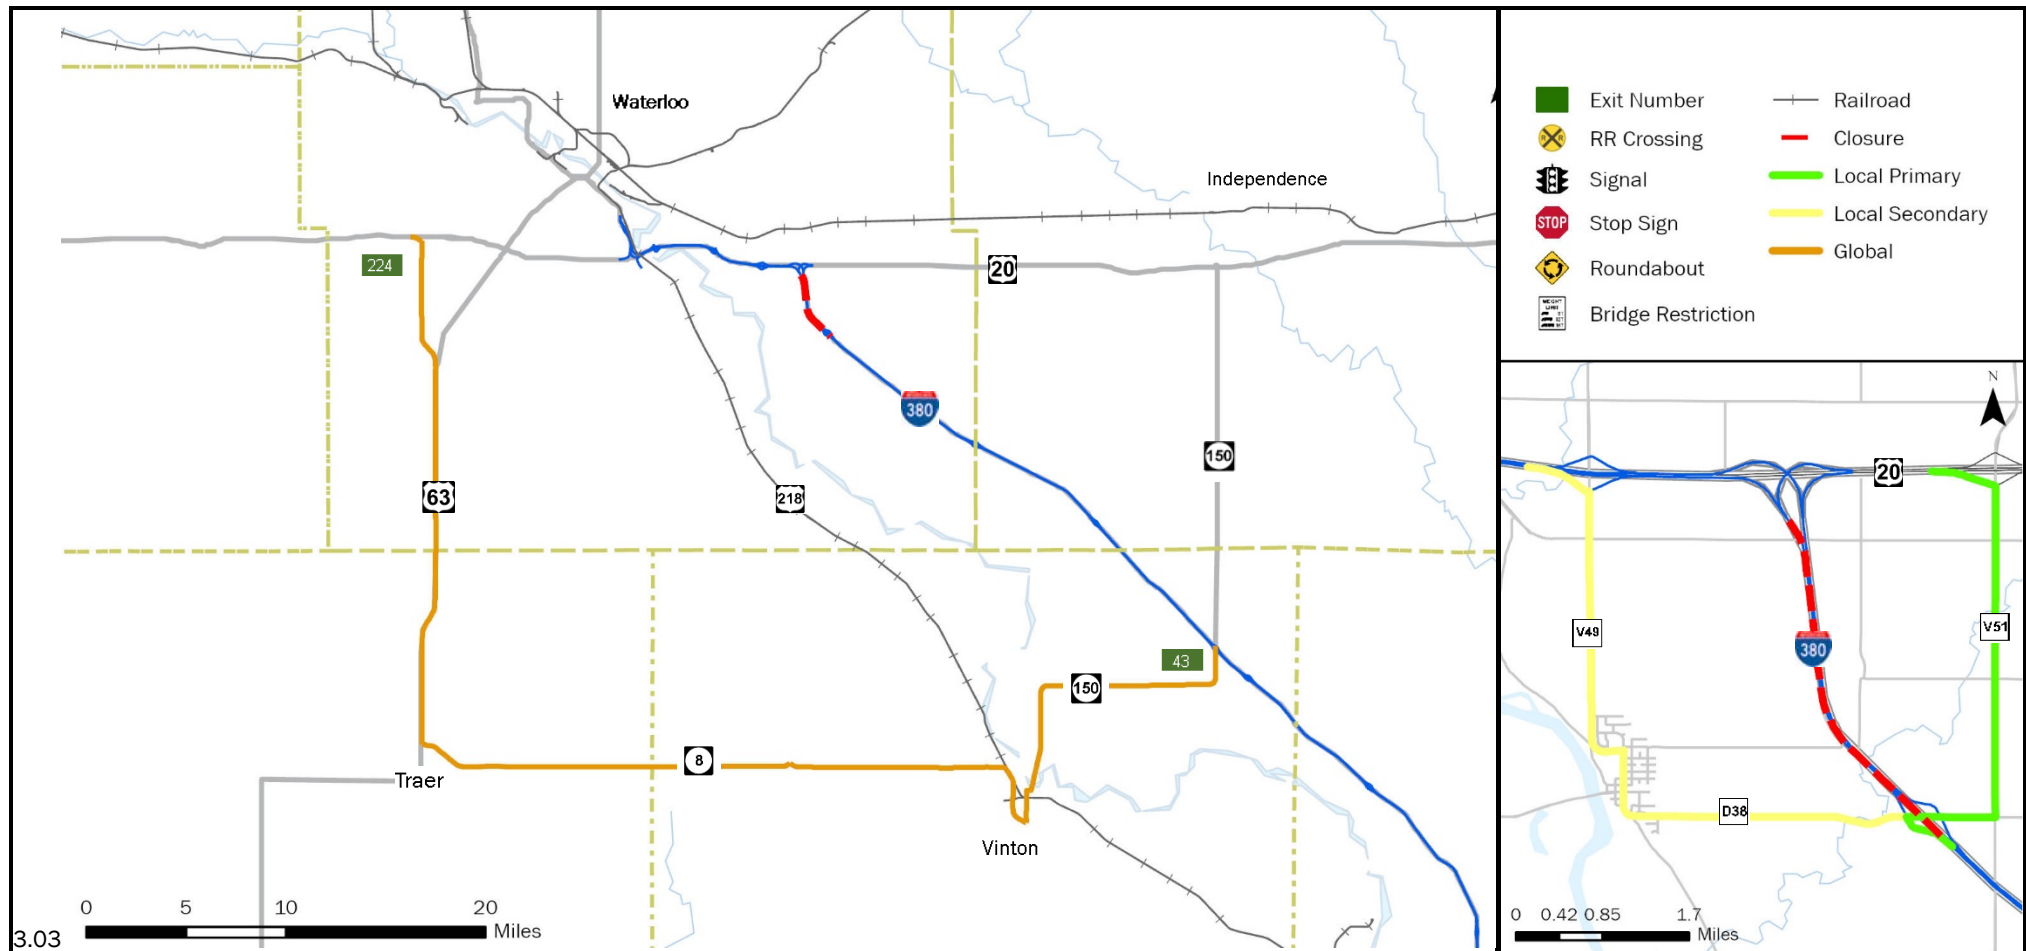 Waterloo
Independence
224
20
380
150
63
218
43
150
8
Traer
Vinton
0 5 10 20
Miles
3.03
Exit Number
RR Crossing
Signal
STOP
Stop Sign
Roundabout
Bridge Restriction
Railroad
Closure
Local Primary
Local Secondary
Global
N
20
V49
380
V51
D38
0 0.42 0.85 1.7
Miles